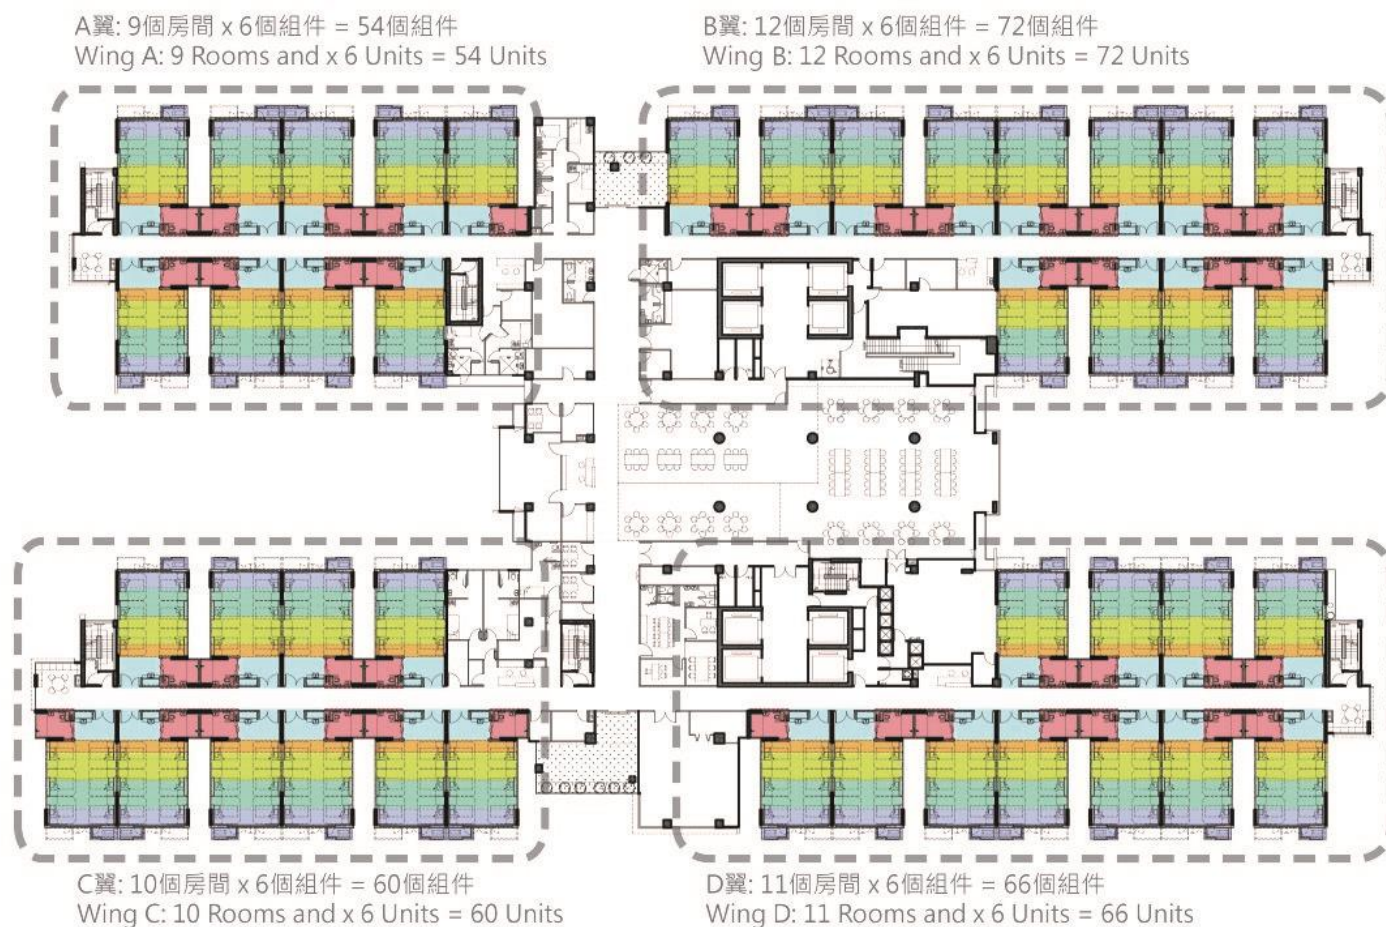 A翼: 9個房間 x 6個組件 = 54個組件
Wing A: 9 Rooms and x 6 Units = 54 Units
B翼: 12個房間 x 6個組件 = 72個組件
Wing B: 12 Rooms and x 6 Units = 72 Units
C翼: 10個房間 x 6個組件 = 60個組件
Wing C: 10 Rooms and x 6 Units = 60 Units
D翼: 11個房間 x 6個組件 = 66個組件
Wing D: 11 Rooms and x 6 Units = 66 Units